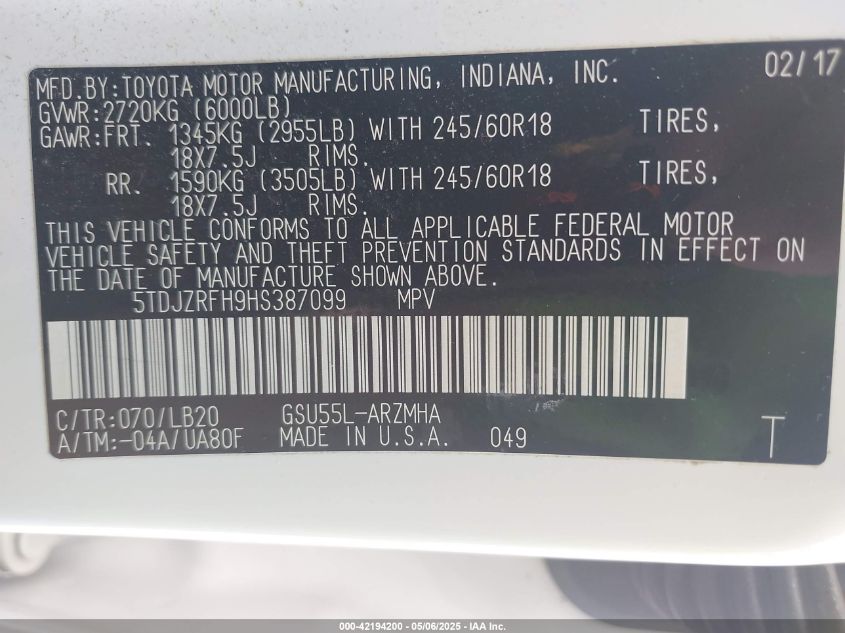 MFD.BY:TOYOTA MOTOR MANUFACTURING, INDIANA, INC. 02/17
GVWR:2720KG (6000LB)
GAWR:FRT. 1345KG (2955LB) WITH 245/60R18 TIRES,
18X7.5J RIMS.
RR. 1590KG (3505LB) WITH 245/60R18 TIRES,
18X7.5J RIMS.
THIS VEHICLE CONFORMS TO ALL APPLICABLE FEDERAL MOTOR
VEHICLE SAFETY AND THEFT PREVENTION STANDARDS IN EFFECT ON
THE DATE OF MANUFACTURE SHOWN ABOVE.
5TDJZRFH9HS387099 MPV
C/TR:070/LB20 GSU55L-ARZMHA
A/TM:-04A/UA80F MADE IN U.S.A. 049 T
000-42194200 - 05/06/2025 - IAA Inc.